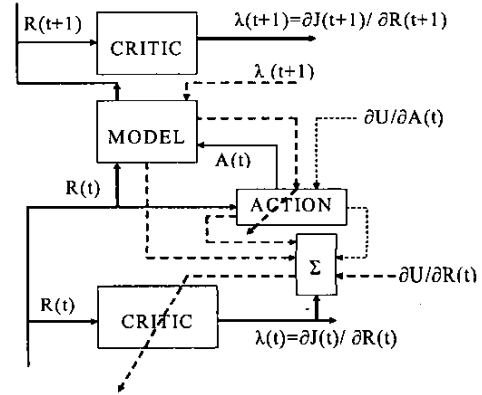 R(t+1)
CRITIC
λ(t+1)=∂J(t+1)/ ∂R(t+1)
λ(t+1)
MODEL
∂U/∂A(t)
A(t)
R(t)
ACTION
Σ
∂U/∂R(t)
R(t)
CRITIC
λ(t)=∂J(t)/ ∂R(t)